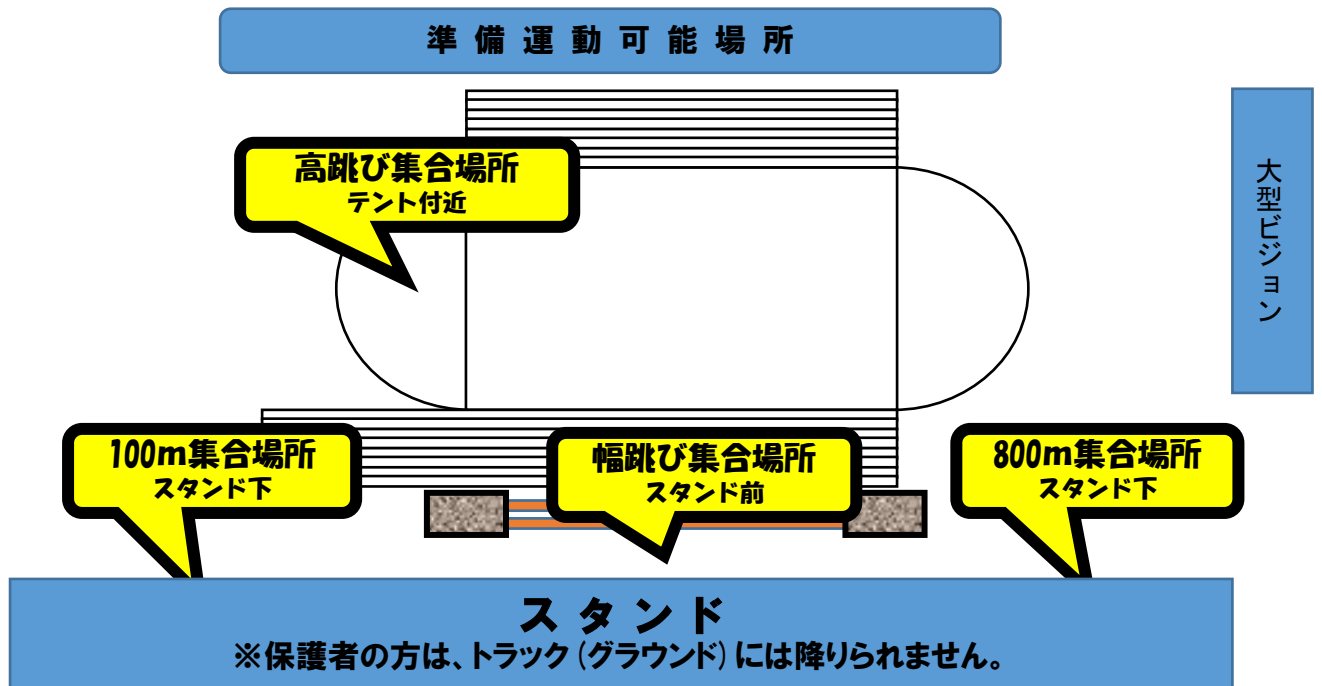 準備運動可能場所
高跳び集合場所
テント付近
大型ビジョン
100m集合場所
スタンド下
幅跳び集合場所
スタンド前
800m集合場所
スタンド下
スタンド
※保護者の方は、トラック(グラウンド)には降りられません。